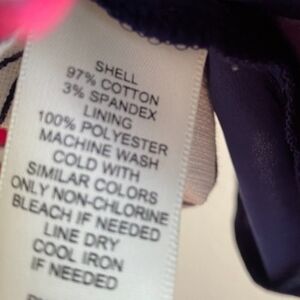 SHELL
97% COTTON
3% SPANDEX
LINING
100% POLYESTER
MACHINE WASH
COLD WITH
SIMILAR COLORS
ONLY NON-CHLORINE
BLEACH IF NEEDED
LINE DRY
COOL IRON
IF NEEDED